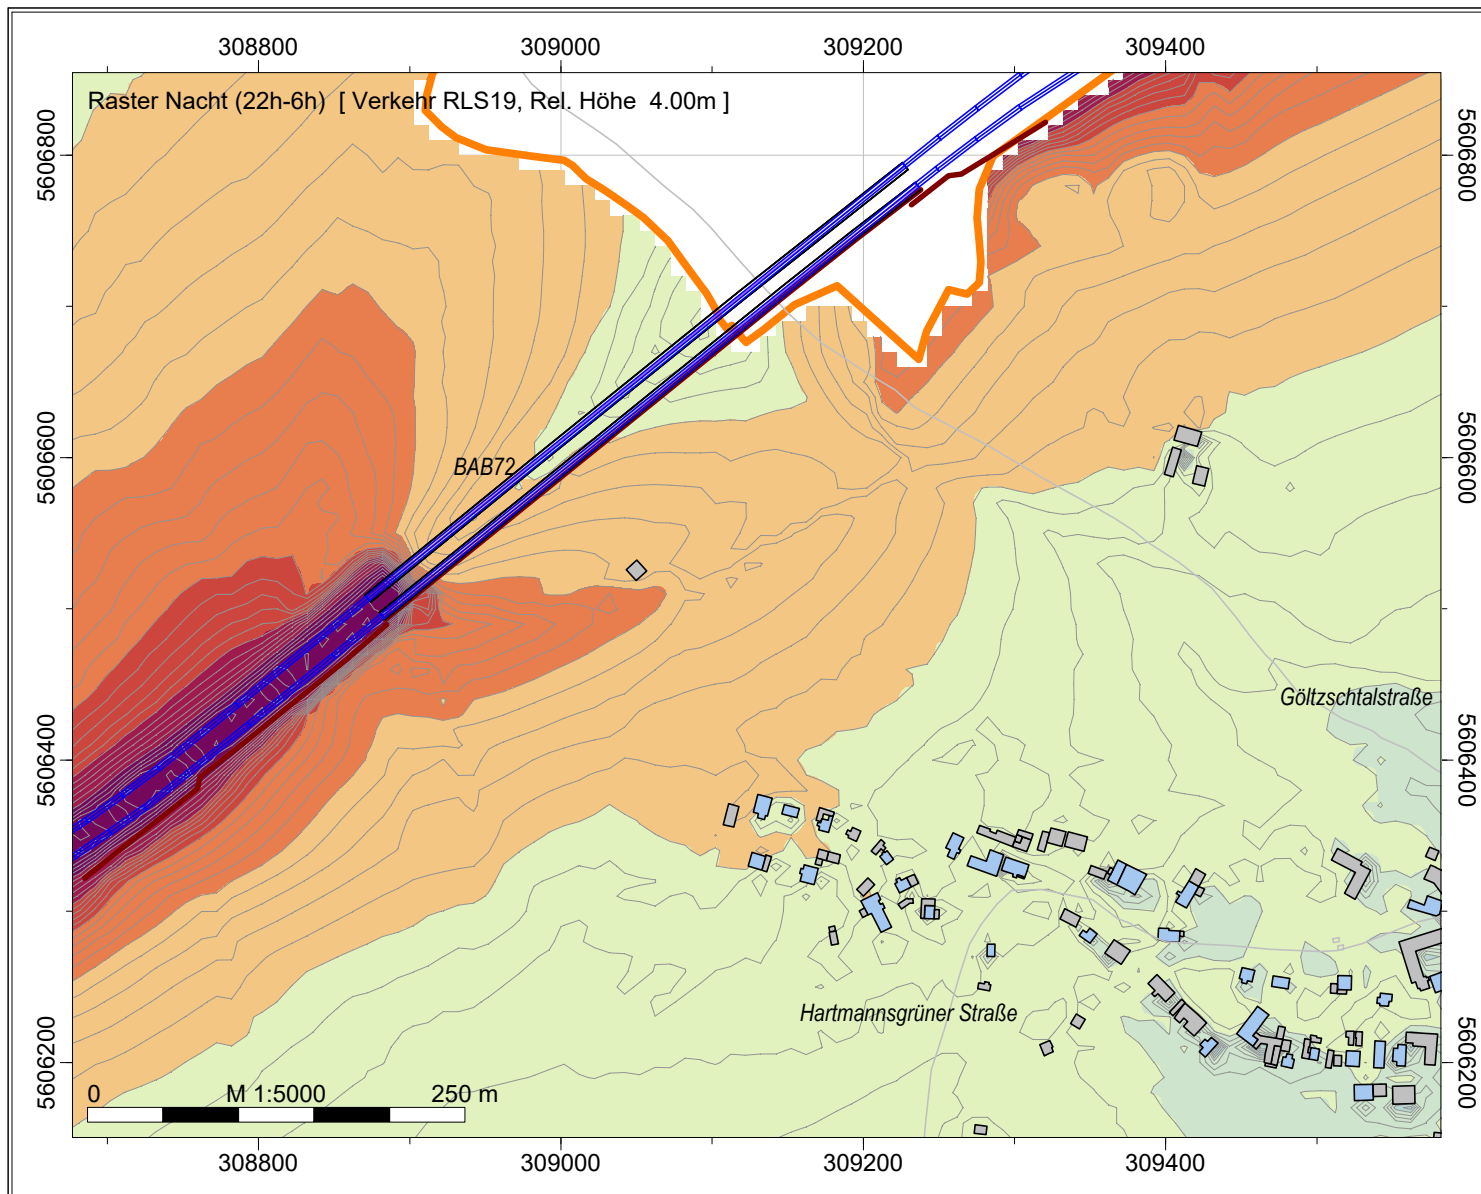 308800 309000 309200 309400
Raster Nacht (22h-6h) [ Verkehr RLS19, Rel. Höhe 4.00m ]
5606800 5606800
5606600 5606600
BAB72
Göltzschtalstraße
5606400 5606400
Hartmannsgrüner Straße
5606200 5606200
0 M 1:5000 250 m
308800 309000 309200 309400